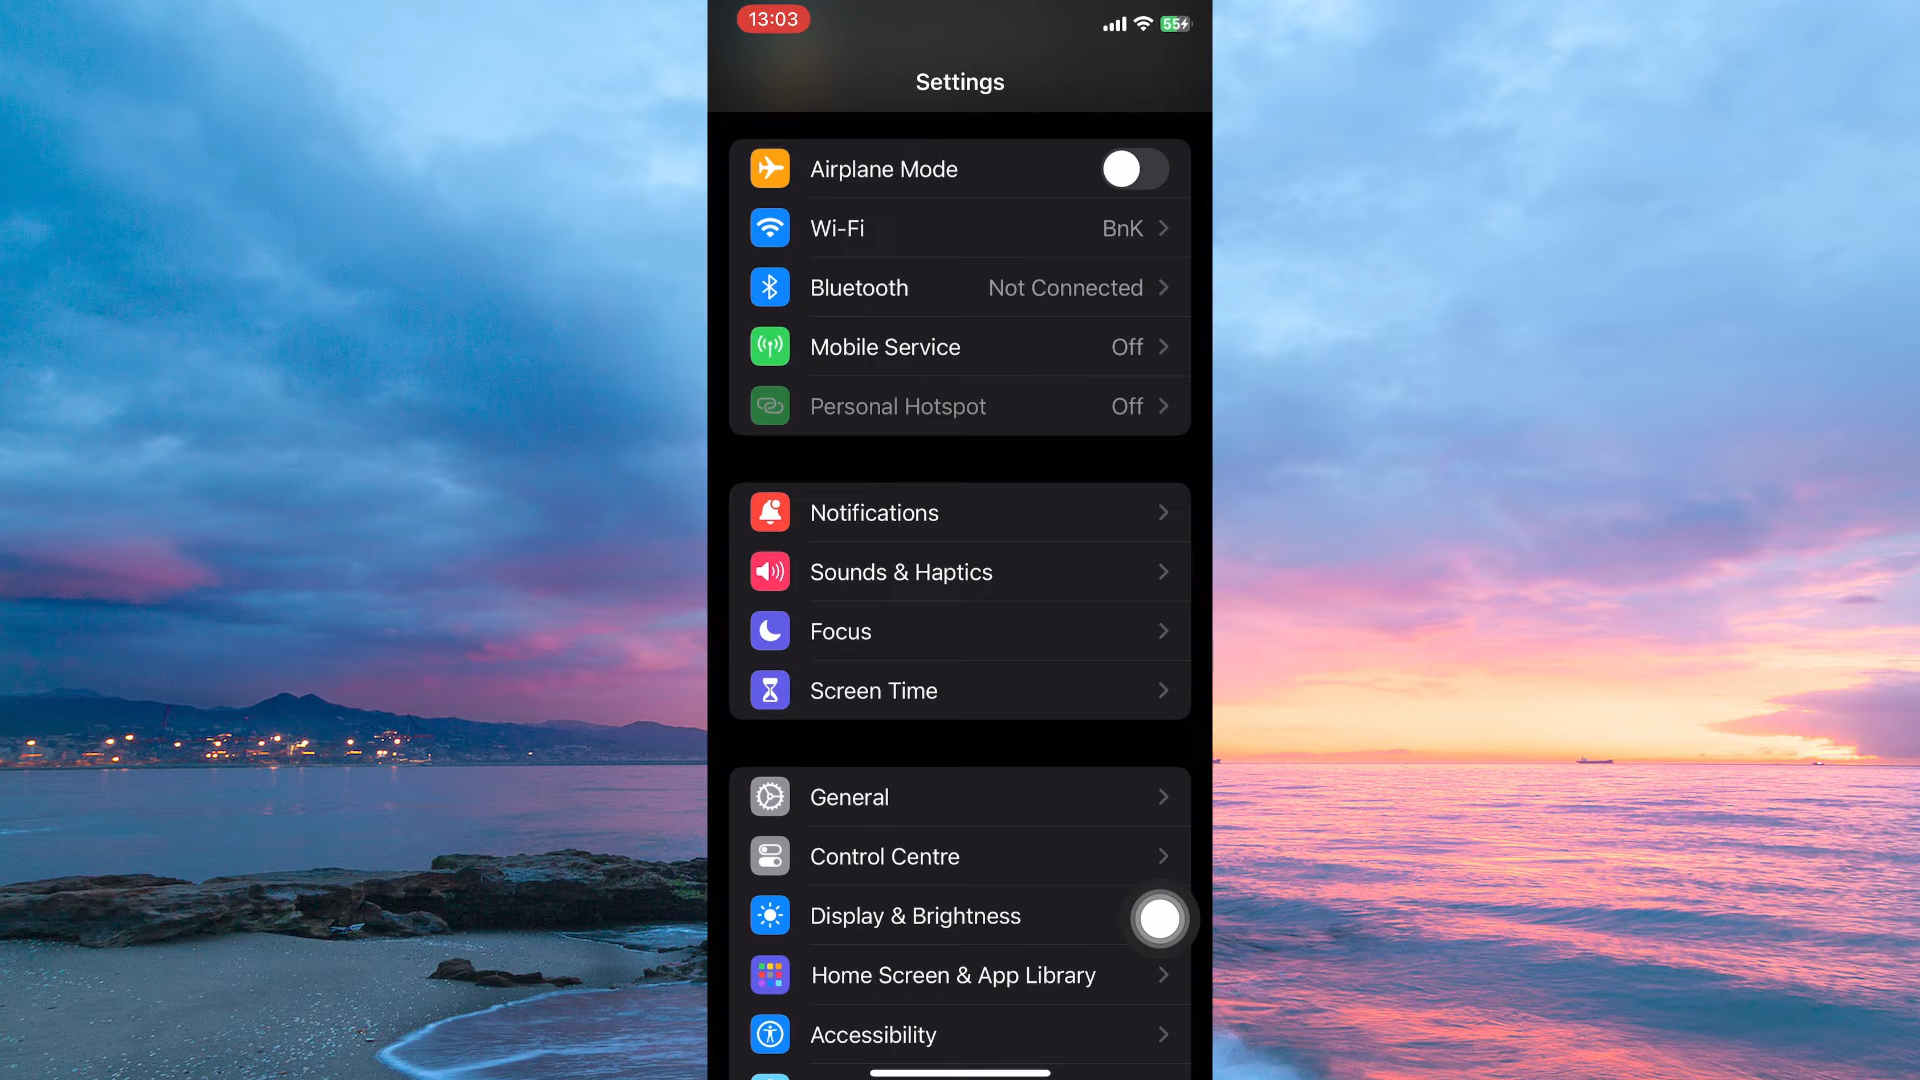 13:03
55
Settings
Airplane Mode
Wi-Fi BnK
Bluetooth Not Connected
Mobile Service Off
Personal Hotspot Off
Notifications
Sounds & Haptics
Focus
Screen Time
General
Control Centre
Display & Brightness
Home Screen & App Library
Accessibility